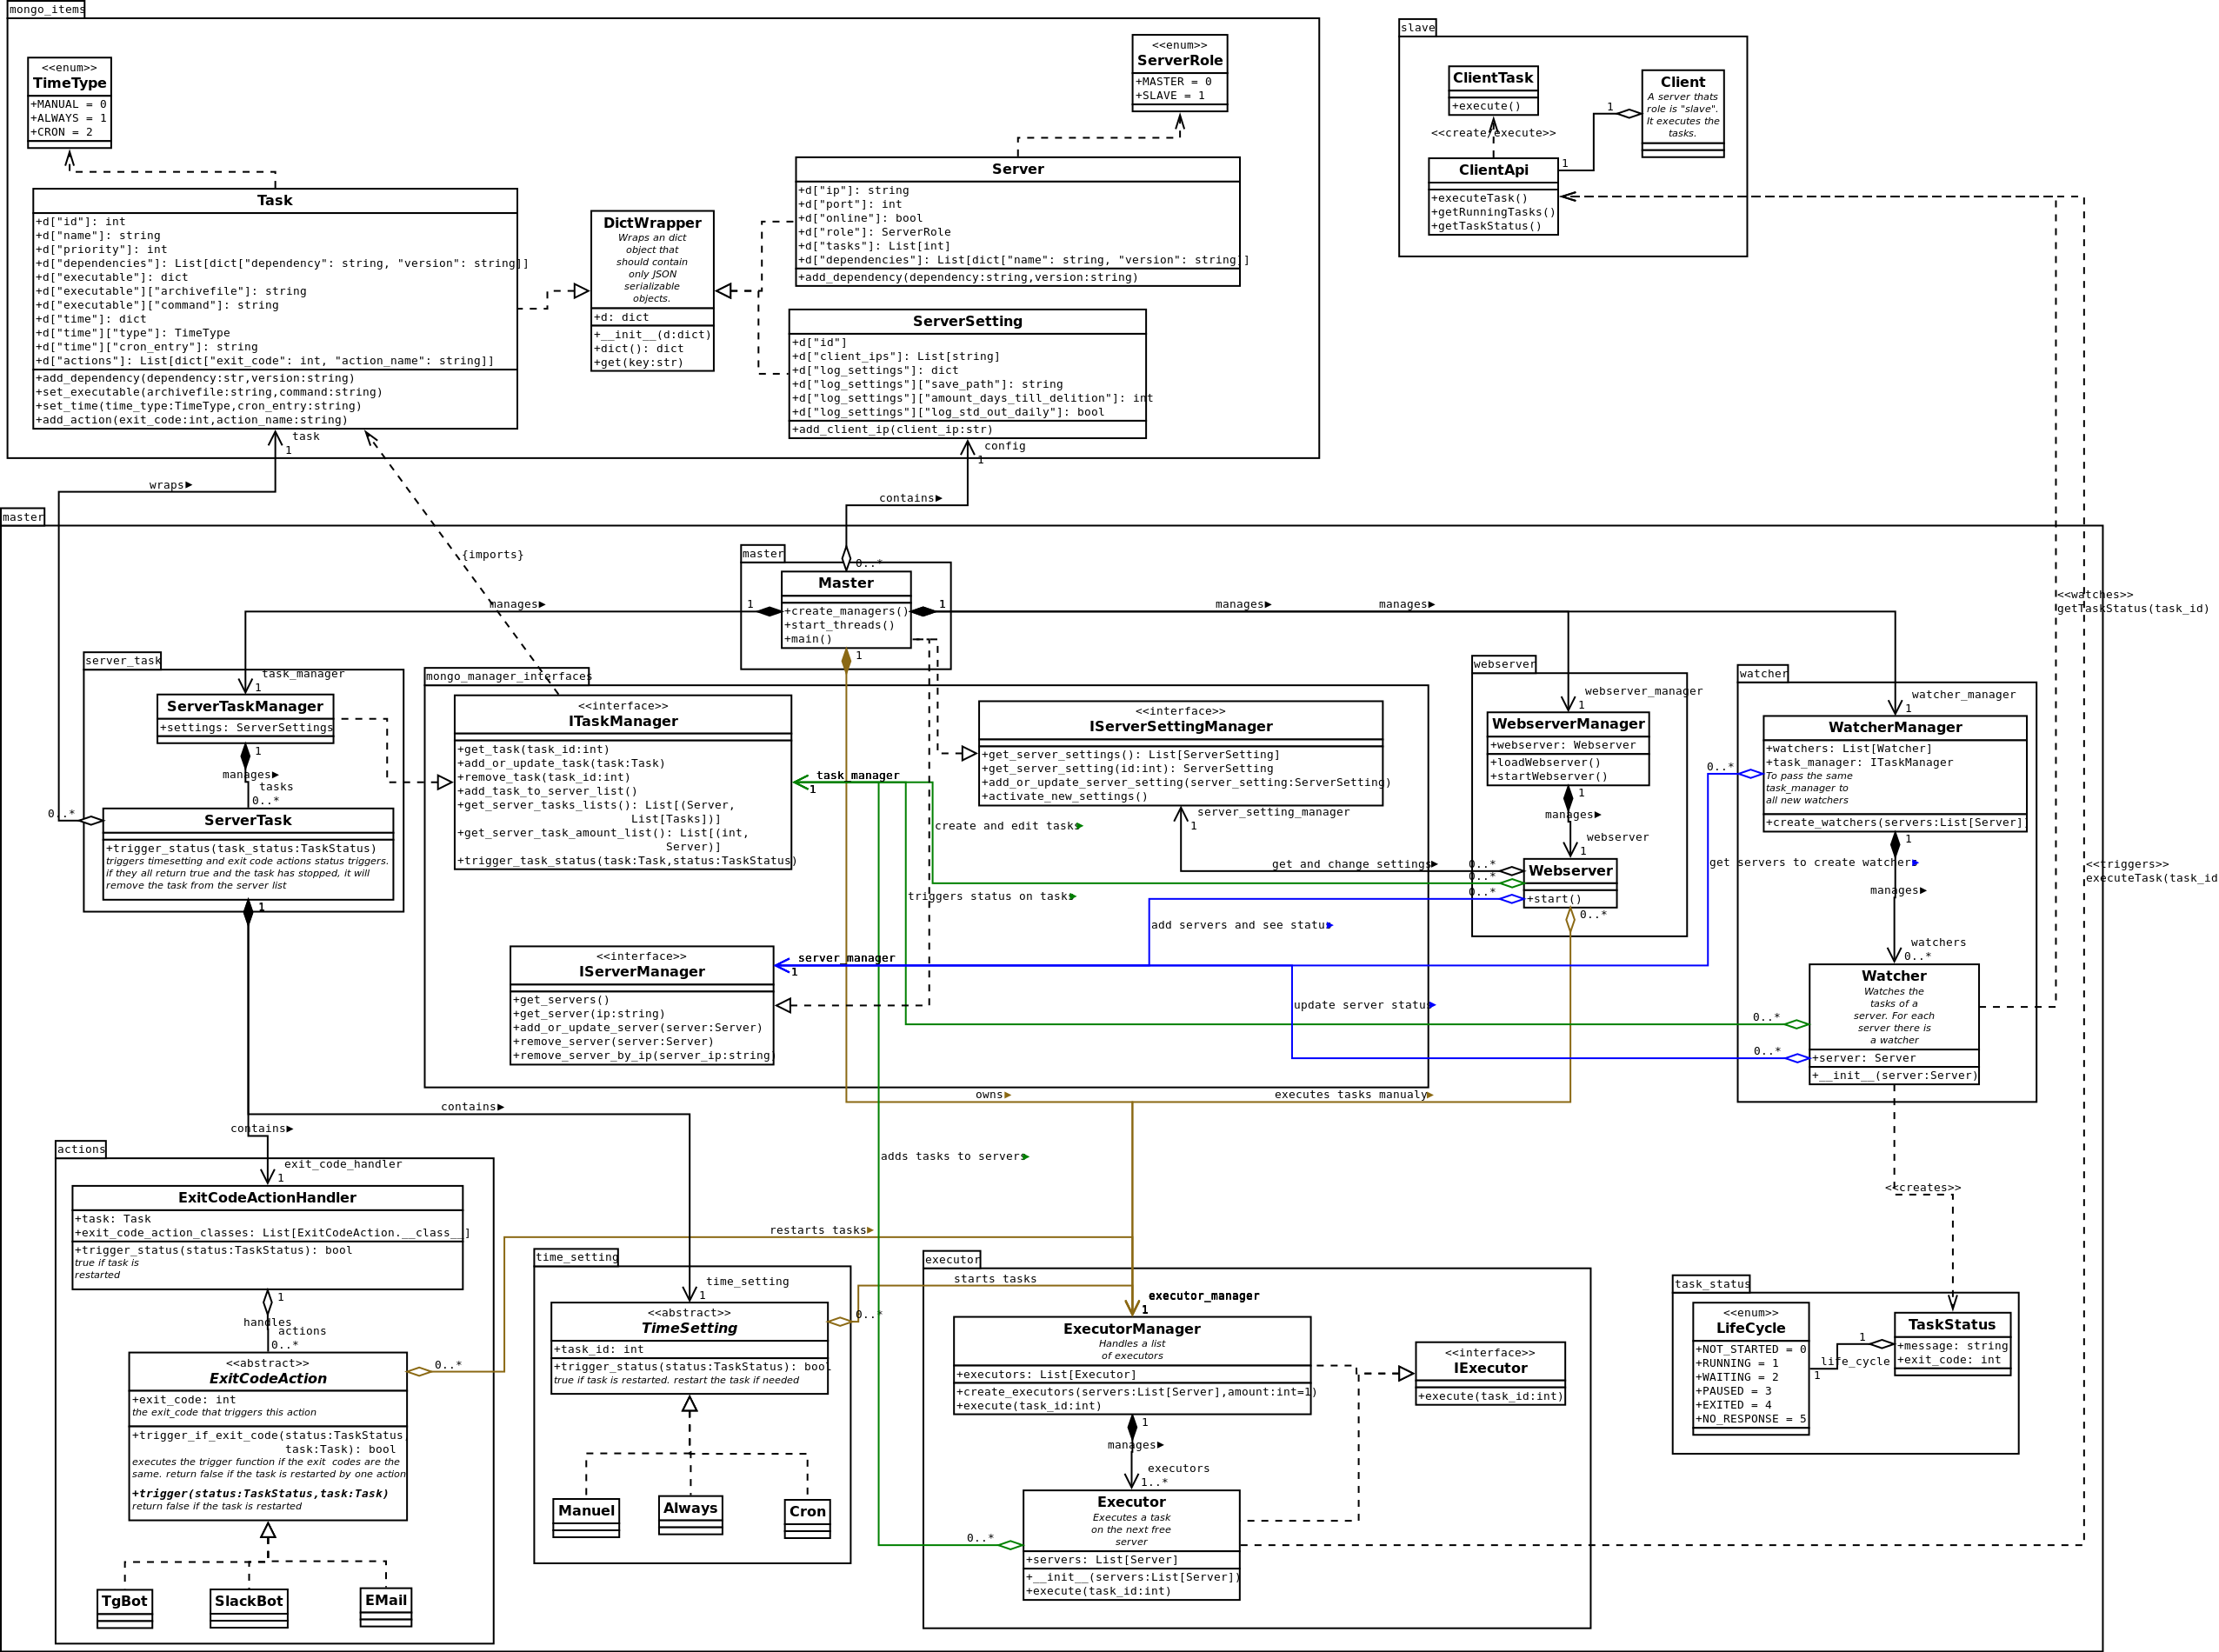 mongo_items
<<enum>>
TimeType
+MANUAL = 0
+ALWAYS = 1
+CRON = 2
<<enum>>
ServerRole
+MASTER = 0
+SLAVE = 1
Task
+d["id"]: int
+d["name"]: string
+d["priority"]: int
+d["dependencies"]: List[dict["dependency": string, "version": string]]
+d["executable"]: dict
+d["executable"]["archivefile"]: string
+d["executable"]["command"]: string
+d["time"]: dict
+d["time"]["type"]: TimeType
+d["time"]["cron_entry"]: string
+d["actions"]: List[dict["exit_code": int, "action_name": string]]
+add_dependency(dependency:str,version:string)
+set_executable(archivefile:string,command:string)
+set_time(time_type:TimeType,cron_entry:string)
+add_action(exit_code:int,action_name:string)
DictWrapper
Wraps an dict
object that
should contain
only JSON
serializable
objects.
+d: dict
+__init__(d:dict)
+dict(): dict
+get(key:str)
Server
+d["ip"]: string
+d["port"]: int
+d["online"]: bool
+d["role"]: ServerRole
+d["tasks"]: List[int]
+d["dependencies"]: List[dict["name": string, "version": string]]
+add_dependency(dependency:string,version:string)
ServerSetting
+d["id"]
+d["client_ips"]: List[string]
+d["log_settings"]: dict
+d["log_settings"]["save_path"]: string
+d["log_settings"]["amount_days_till_delition"]: int
+d["log_settings"]["log_std_out_daily"]: bool
+add_client_ip(client_ip:str)
slave
ClientTask
+execute()
Client
A server thats
role is "slave".
It executes the
tasks.
1
<<create/execute>>
1
ClientApi
+executeTask()
+getRunningTasks()
+getTaskStatus()
task
1
config
1
wraps
contains
{imports}
master
master
0..*
Master
+create_managers()
+start_threads()
+main()
1
1
1
manages
manages
manages
<<watches>>
getTaskStatus(task_id)
server_task
task_manager
1
ServerTaskManager
+settings: ServerSettings
1
manages
tasks
0..*
0..*
ServerTask
+trigger_status(task_status:TaskStatus)
triggers timesetting and exit code actions status triggers.
if they all return true and the task has stopped, it will
remove the task from the server list
1
mongo_manager_interfaces
<<interface>>
ITaskManager
+get_task(task_id:int)
+add_or_update_task(task:Task)
+remove_task(task_id:int)
+add_task_to_server_list()
+get_server_tasks_lists(): List[(Server,
List[Tasks])]
+get_server_task_amount_list(): List[(int,
Server)]
+trigger_task_status(task:Task,status:TaskStatus)
task_manager
1
<<interface>>
IServerSettingManager
+get_server_settings(): List[ServerSetting]
+get_server_setting(id:int): ServerSetting
+add_or_update_server_setting(server_setting:ServerSetting)
+activate_new_settings()
server_setting_manager
1
create and edit tasks
get and change settings
triggers status on tasks
add servers and see status
<<interface>>
IServerManager
+get_servers()
+get_server(ip:string)
+add_or_update_server(server:Server)
+remove_server(server:Server)
+remove_server_by_ip(server_ip:string)
server_manager
1
update server status
webserver
webserver_manager
1
WebserverManager
+webserver: Webserver
+loadWebserver()
+startWebserver()
1
manages
webserver
1
0..*
0..*
0..*
Webserver
+start()
0..*
watcher
watcher_manager
1
WatcherManager
+watchers: List[Watcher]
+task_manager: ITaskManager
To pass the same
task_manager to
all new watchers
+create_watchers(servers:List[Server])
0..*
1
get servers to create watchers
manages
watchers
0..*
Watcher
Watches the
tasks of a
server. For each
server there is
a watcher
+server: Server
+__init__(server:Server)
0..*
0..*
<<triggers>>
executeTask(task_id
owns
executes tasks manualy
contains
contains
adds tasks to servers
<<creates>>
actions
exit_code_handler
1
ExitCodeActionHandler
+task: Task
+exit_code_action_classes: List[ExitCodeAction.__class__]
+trigger_status(status:TaskStatus): bool
true if task is
restarted
1
handles
actions
0..*
<<abstract>>
ExitCodeAction
+exit_code: int
the exit_code that triggers this action
+trigger_if_exit_code(status:TaskStatus,
task:Task): bool
executes the trigger function if the exit  codes are the
same. return false if the task is restarted by one action
+trigger(status:TaskStatus,task:Task)
return false if the task is restarted
0..*
TgBot
SlackBot
EMail
restarts tasks
time_setting
time_setting
1
<<abstract>>
TimeSetting
+task_id: int
+trigger_status(status:TaskStatus): bool
true if task is restarted. restart the task if needed
0..*
Manuel
Always
Cron
executor
starts tasks
executor_manager
1
ExecutorManager
Handles a list
of executors
+executors: List[Executor]
+create_executors(servers:List[Server],amount:int=1)
+execute(task_id:int)
1
manages
executors
1..*
<<interface>>
IExecutor
+execute(task_id:int)
Executor
Executes a task
on the next free
server
+servers: List[Server]
+__init__(servers:List[Server])
+execute(task_id:int)
0..*
task_status
<<enum>>
LifeCycle
+NOT_STARTED = 0
+RUNNING = 1
+WAITING = 2
+PAUSED = 3
+EXITED = 4
+NO_RESPONSE = 5
1
life_cycle
1
TaskStatus
+message: string
+exit_code: int